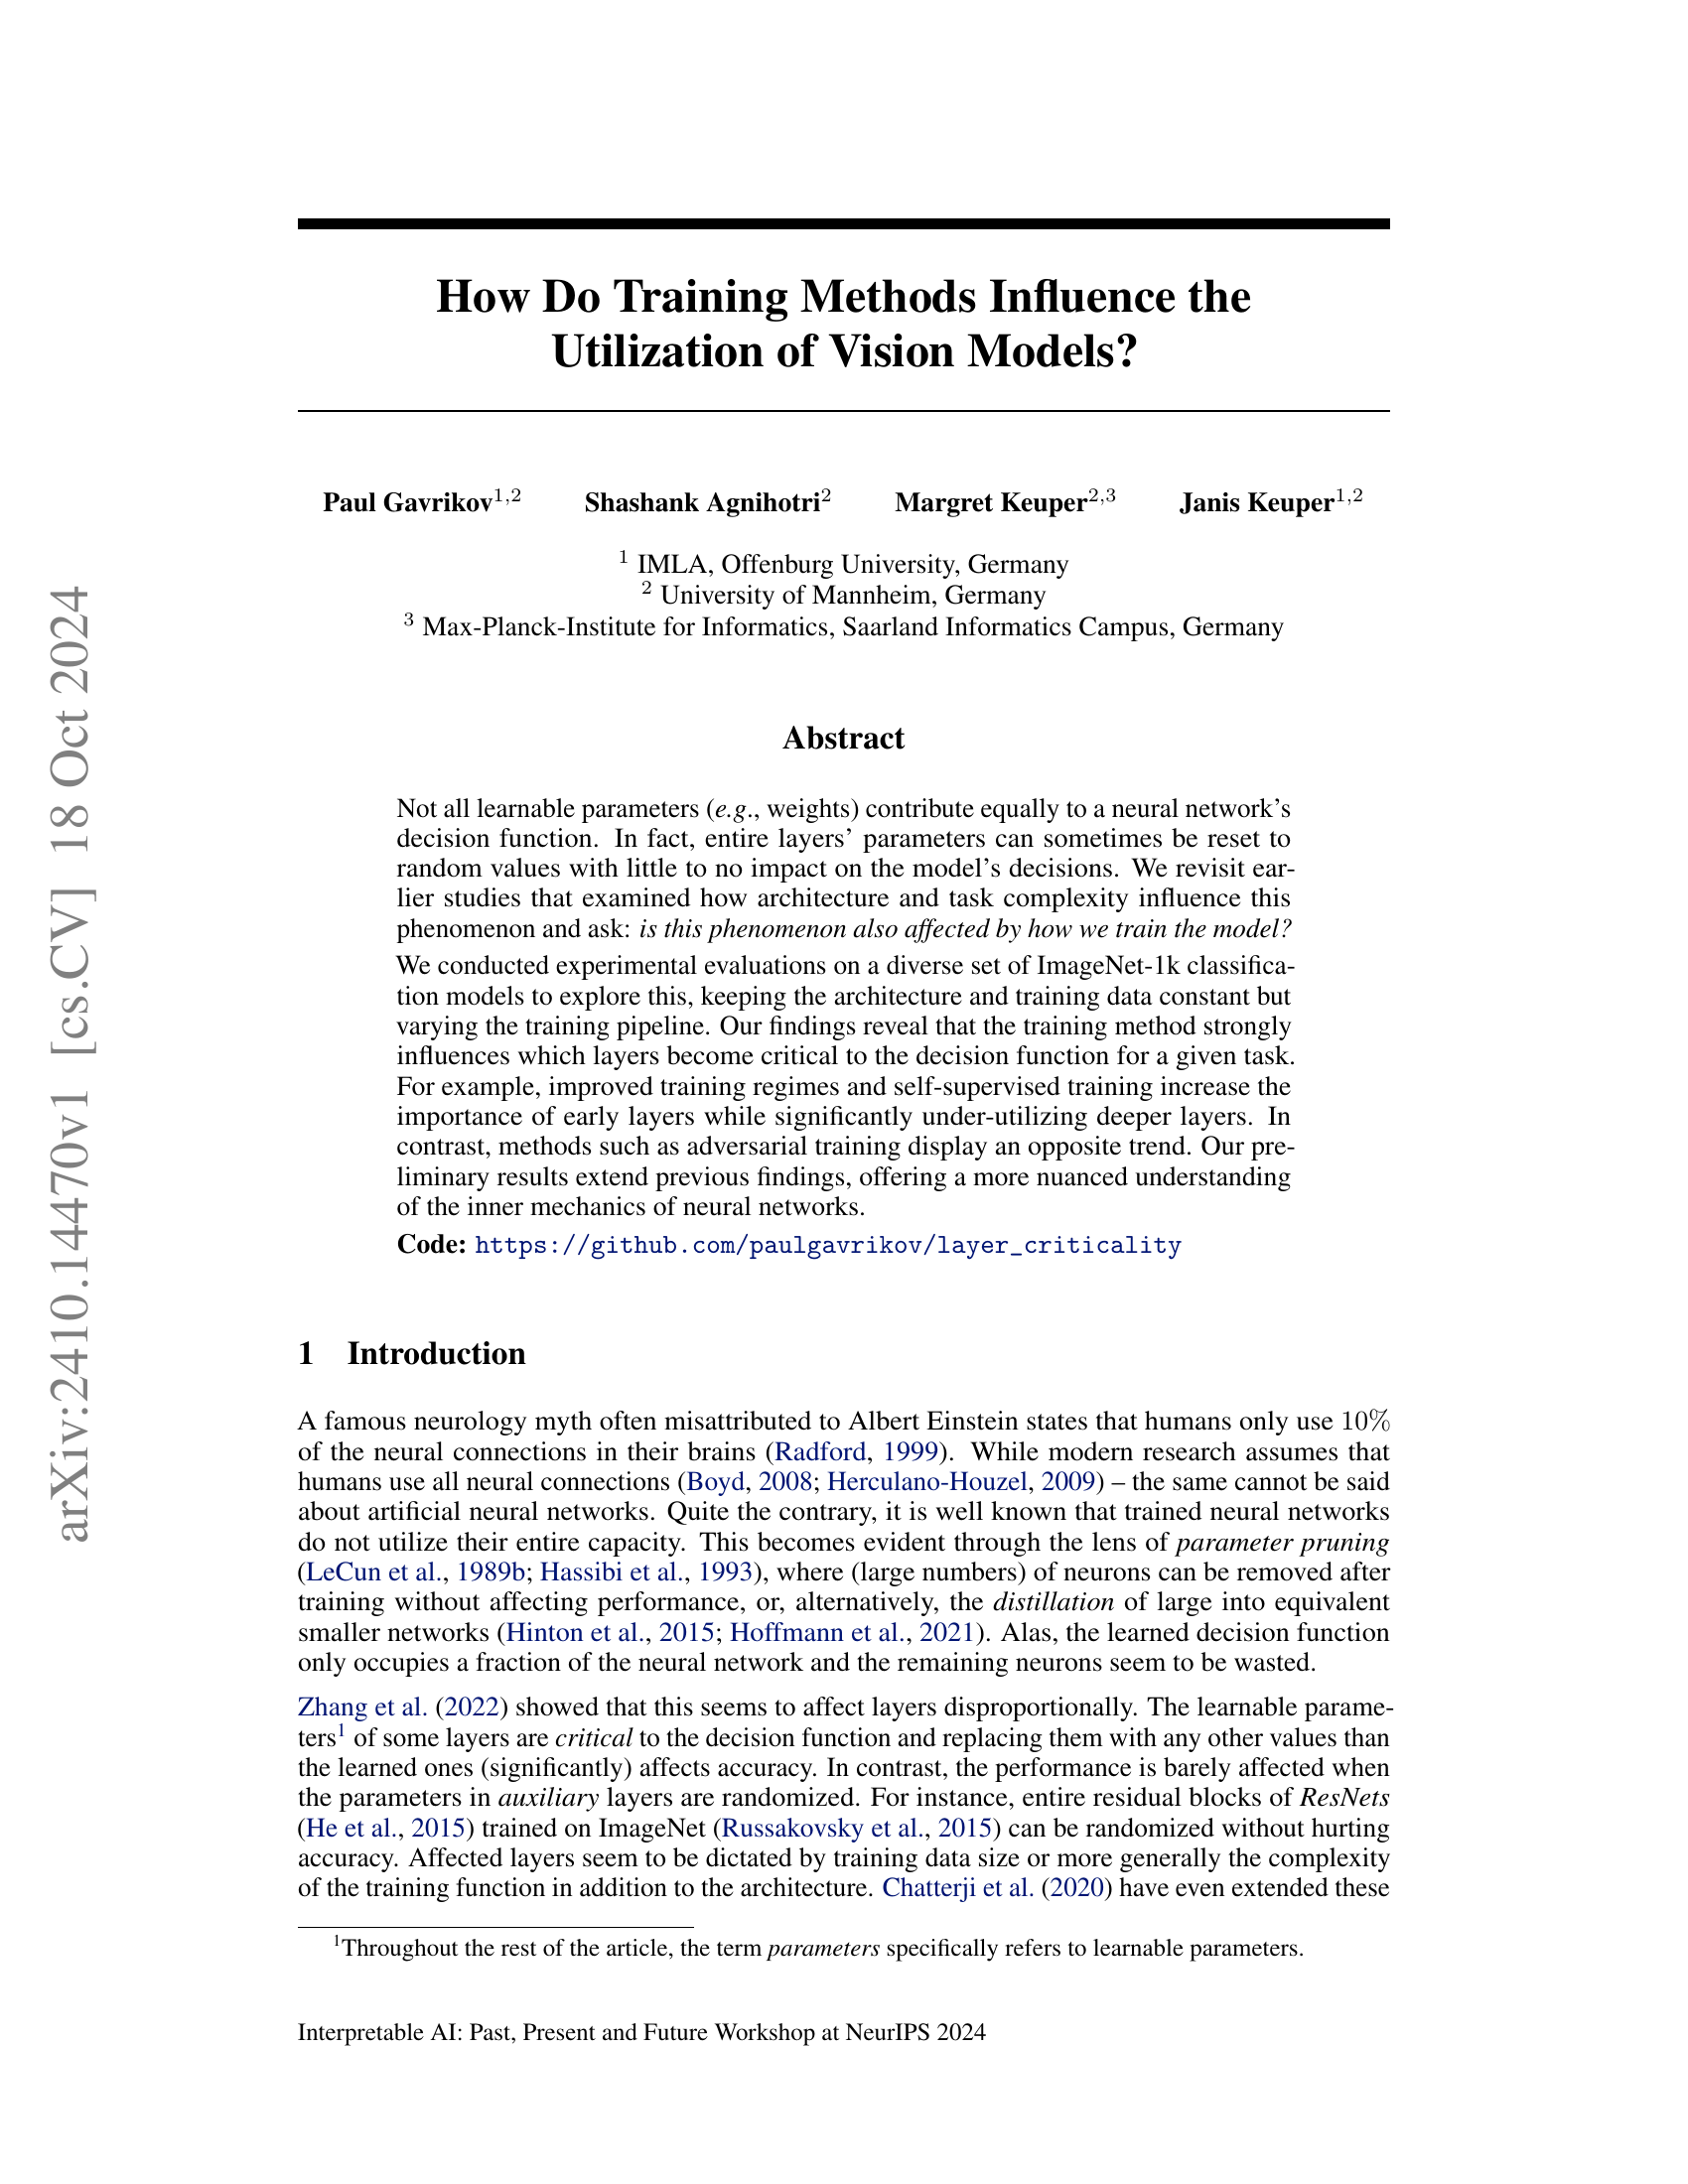 arXiv:2410.14470v1 [cs.CV] 18 Oct 2024
How Do Training Methods Influence the
Utilization of Vision Models?
Paul Gavrikov1,2 Shashank Agnihotri2 Margret Keuper2,3 Janis Keuper1,2
1 IMLA, Offenburg University, Germany
2 University of Mannheim, Germany
3 Max-Planck-Institute for Informatics, Saarland Informatics Campus, Germany
Abstract
Not all learnable parameters (e.g., weights) contribute equally to a neural network's
decision function. In fact, entire layers' parameters can sometimes be reset to
random values with little to no impact on the model's decisions. We revisit ear-
lier studies that examined how architecture and task complexity influence this
phenomenon and ask: is this phenomenon also affected by how we train the model?
We conducted experimental evaluations on a diverse set of ImageNet-1k classifica-
tion models to explore this, keeping the architecture and training data constant but
varying the training pipeline. Our findings reveal that the training method strongly
influences which layers become critical to the decision function for a given task.
For example, improved training regimes and self-supervised training increase the
importance of early layers while significantly under-utilizing deeper layers. In
contrast, methods such as adversarial training display an opposite trend. Our pre-
liminary results extend previous findings, offering a more nuanced understanding
of the inner mechanics of neural networks.
Code: https://github.com/paulgavrikov/layer_criticality
1 Introduction
A famous neurology myth often misattributed to Albert Einstein states that humans only use 10%
of the neural connections in their brains (Radford, 1999). While modern research assumes that
humans use all neural connections (Boyd, 2008; Herculano-Houzel, 2009) – the same cannot be said
about artificial neural networks. Quite the contrary, it is well known that trained neural networks
do not utilize their entire capacity. This becomes evident through the lens of parameter pruning
(LeCun et al., 1989b; Hassibi et al., 1993), where (large numbers) of neurons can be removed after
training without affecting performance, or, alternatively, the distillation of large into equivalent
smaller networks (Hinton et al., 2015; Hoffmann et al., 2021). Alas, the learned decision function
only occupies a fraction of the neural network and the remaining neurons seem to be wasted.
Zhang et al. (2022) showed that this seems to affect layers disproportionally. The learnable parame-
ters1 of some layers are critical to the decision function and replacing them with any other values than
the learned ones (significantly) affects accuracy. In contrast, the performance is barely affected when
the parameters in auxiliary layers are randomized. For instance, entire residual blocks of ResNets
(He et al., 2015) trained on ImageNet (Russakovsky et al., 2015) can be randomized without hurting
accuracy. Affected layers seem to be dictated by training data size or more generally the complexity
of the training function in addition to the architecture. Chatterji et al. (2020) have even extended these
1Throughout the rest of the article, the term parameters specifically refers to learnable parameters.
Interpretable AI: Past, Present and Future Workshop at NeurIPS 2024